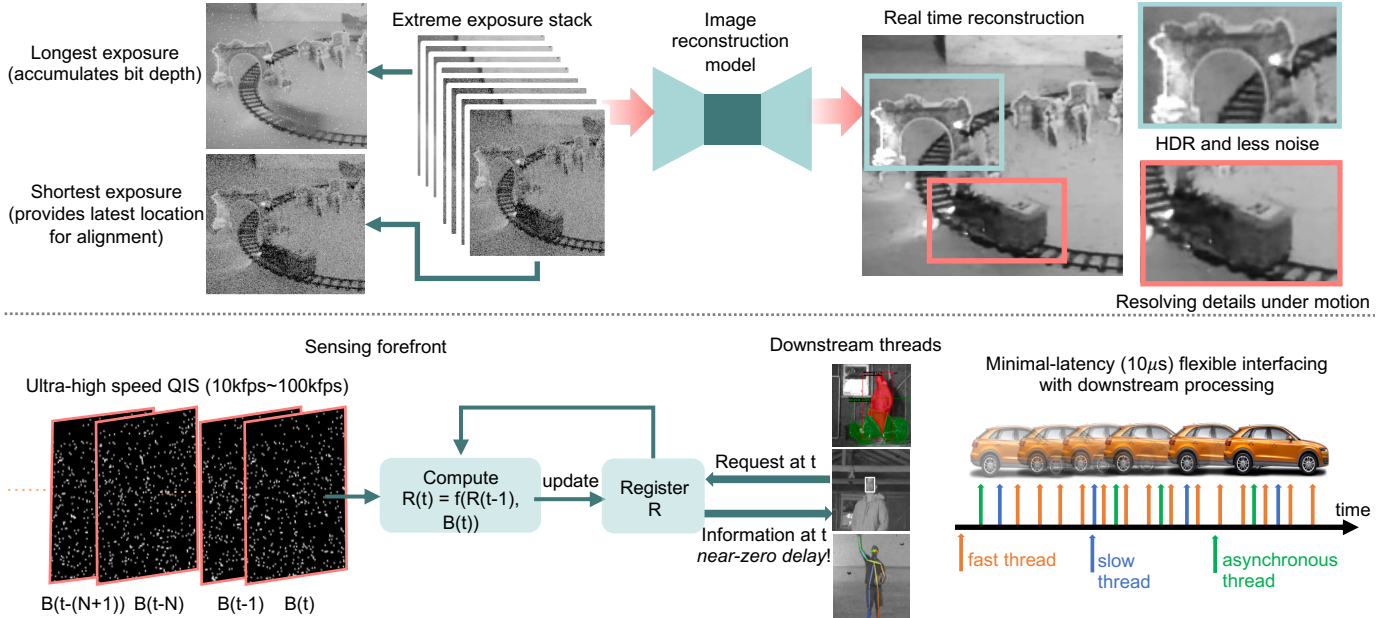 Longest exposure
(accumulates bit depth)
Extreme exposure stack
Image
reconstruction
model
Real time reconstruction
HDR and less noise
Shortest exposure
(provides latest location
for alignment)
Resolving details under motion
Sensing forefront
Ultra-high speed QIS (10kfps~100kfps)
B(t-(N+1))
B(t-N)
B(t-1)
B(t)
Compute
R(t) = f(R(t-1),
B(t))
update
Register
R
Downstream threads
Request at t
Information at t
near-zero delay!
Minimal-latency (10μs) flexible interfacing
with downstream processing
time
fast thread
slow
thread
asynchronous
thread